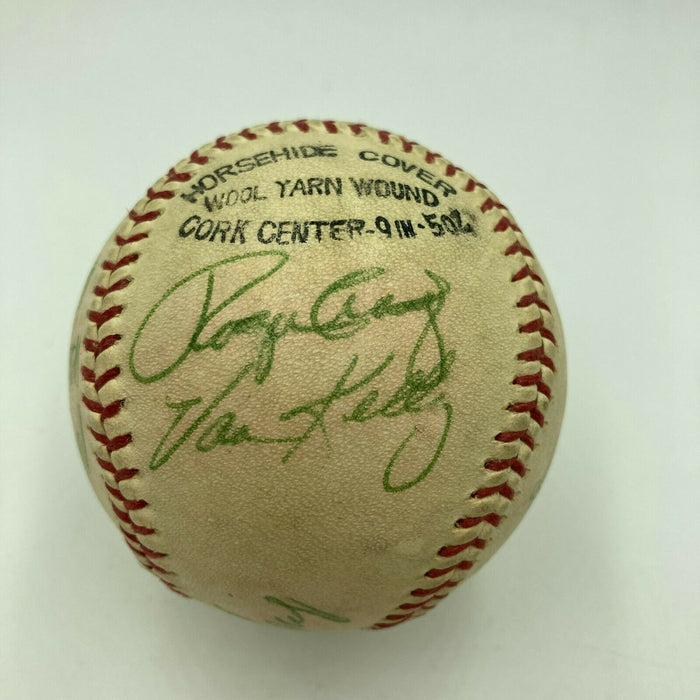 HORSEHIDE COVER
WOOL YARN WOUND
CORK CENTER-9 IN-5OZ
Roger Craig
Van Kelly